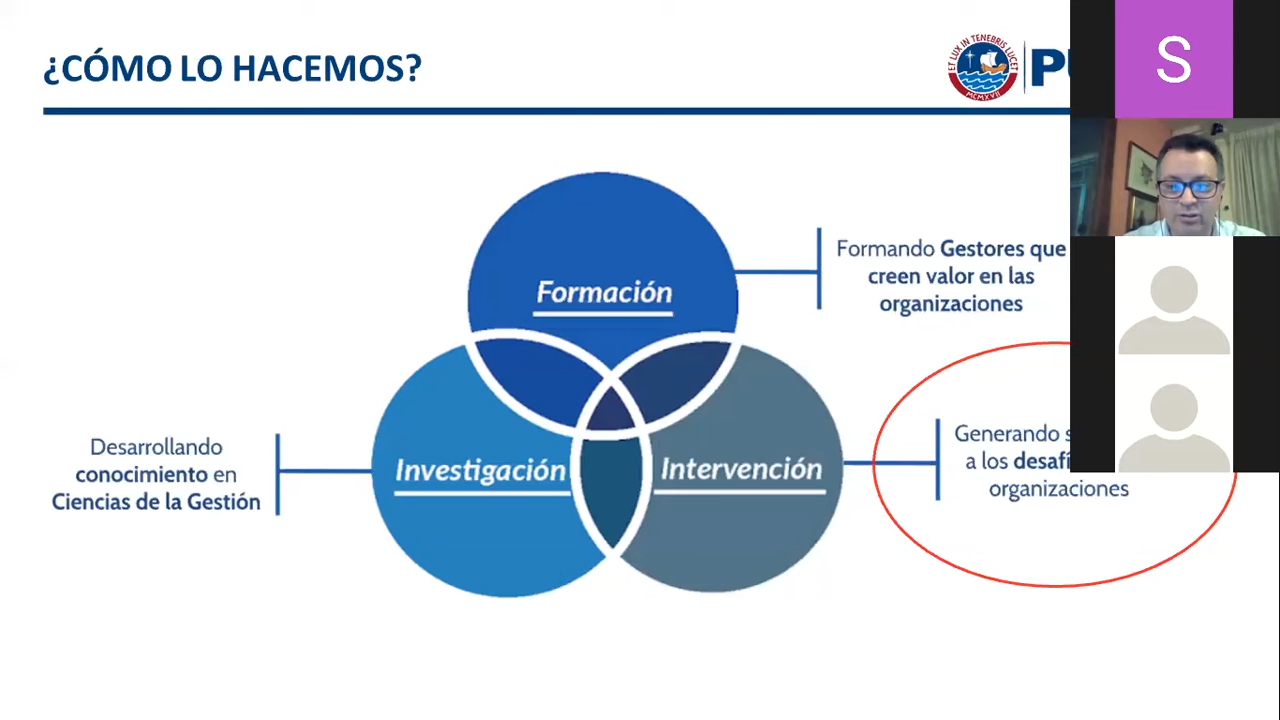 ¿CÓMO LO HACEMOS?
ET LUX IN TENEBRIS LUCET
MCMXVII
S
Formación
Formando Gestores que
creen valor en las
organizaciones
Desarrollando
conocimiento en
Ciencias de la Gestión
Investigación
Intervención
Generando
a los
organizaciones